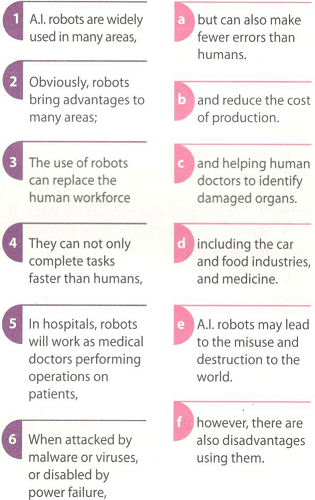 1
A.I. robots are widely
used in many areas,
2
Obviously, robots
bring advantages to
many areas;
3
The use of robots
can replace the
human workforce
4
They can not only
complete tasks
faster than humans,
5
In hospitals, robots
will work as medical
doctors performing
operations on
patients,
6
When attacked by
malware or viruses,
or disabled by
power failure,
a
but can also make
fewer errors than
humans.
b
and reduce the cost
of production.
c
and helping human
doctors to identify
damaged organs.
d
including the car
and food industries,
and medicine.
e
A.I. robots may lead
to the misuse and
destruction to the
world.
f
however, there are
also disadvantages
using them.